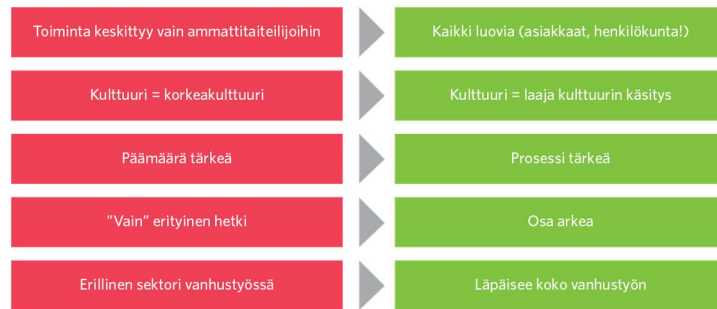 Toiminta keskittyy vain ammattitaiteilijoihin
Kaikki luovia (asiakkaat, henkilökunta!)
Kulttuuri = korkeakulttuuri
Kulttuuri = laaja kulttuurin käsitys
Päämäärä tärkeä
Prosessi tärkeä
”Vain” erityinen hetki
Osa arkea
Erillinen sektori vanhustyössä
Läpäisee koko vanhustyön